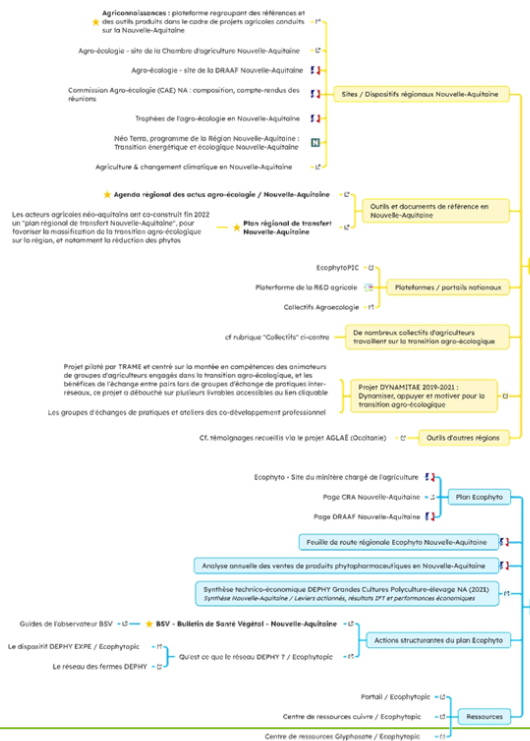 Agriconnaissances : plateforme regroupant des références et
des outils produits dans le cadre de projets agricoles conduits
sur la Nouvelle-Aquitaine
Agro-écologie - site de la Chambre d'agriculture Nouvelle-Aquitaine
Agro-écologie - site de la DRAAF Nouvelle-Aquitaine
Commission Agro-écologie (CAE) NA : composition, compte-rendus des
réunions
Trophées de l'agro-écologie en Nouvelle-Aquitaine
Néo Terra, programme de la Région Nouvelle-Aquitaine :
Transition énergétique et écologique Nouvelle-Aquitaine
Agriculture & changement climatique en Nouvelle-Aquitaine
Sites / Dispositifs régionaux Nouvelle-Aquitaine
Agenda régional des actus agro-écologie / Nouvelle-Aquitaine
Les acteurs agricoles néo-aquitains ont co-construit fin 2022
un "plan régional de transfert Nouvelle-Aquitaine", pour
favoriser la massification de la transition agro-écologique
sur la région, et notamment la réduction des phytos
Plan régional de transfert
Nouvelle-Aquitaine
Outils et documents de référence en
Nouvelle-Aquitaine
EcophytoPIC
Plateforme de la R&D agricole
Collectifs Agroecologie
Plateformes / portails nationaux
cf rubrique "Collectifs" ci-contre
De nombreux collectifs d'agriculteurs
travaillent sur la transition agro-écologique
Projet piloté par TRAME et centré sur la montée en compétences des animateurs
de groupes d'agriculteurs engagés dans la transition agro-écologique, et les
bénéfices de l'échange entre pairs lors de groupes d'échange de pratiques inter-
réseaux, ce projet a débouché sur plusieurs livrables accessibles au lien cliquable
Les groupes d'échanges de pratiques et ateliers des co-développement professionnel
Projet DYNAMITAE 2019-2021 :
Dynamiser, appuyer et motiver pour la
transition agro-écologique
Cf. témoignages recueillis via le projet AGLAÉ (Occitanie)
Outils d'autres régions
Ecophyto - Site du minitère chargé de l'agriculture
Page CRA Nouvelle-Aquitaine
Page DRAAF Nouvelle-Aquitaine
Plan Ecophyto
Feuille de route régionale Ecophyto Nouvelle-Aquitaine
Analyse annuelle des ventes de produits phytopharmaceutiques en Nouvelle-Aquitaine
Synthèse technico-économique DEPHY Grandes Cultures Polyculture-élevage NA (2021)
Synthèse Nouvelle-Aquitaine / Leviers actionnés, résultats IFT et performances économiques
Guides de l'observateur BSV
BSV - Bulletin de Santé Végétal - Nouvelle-Aquitaine
Le dispositif DEPHY EXPE / Ecophytopic
Le réseau des fermes DEPHY
Qu'est ce que le réseau DEPHY ? / Ecophytopic
Actions structurantes du plan Ecophyto
Portail / Ecophytopic
Centre de ressources cuivre / Ecophytopic
Centre de ressources Glyphosate / Ecophytopic
Ressources